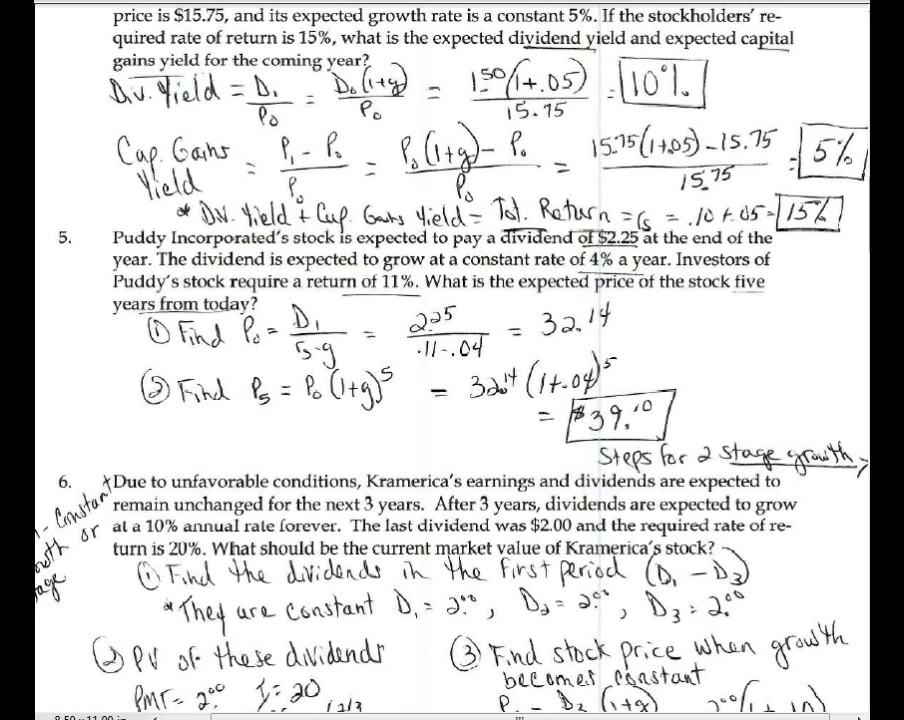 price is $15.75, and its expected growth rate is a constant 5%. If the stockholders' re-
quired rate of return is 15%, what is the expected dividend yield and expected capital
gains yield for the coming year?
Div. Yield = D₁/P₀ = D₀(1+g)/P₀ = 1.50(1+.05)/15.75 = 10%
Cap. Gains Yield = P₁ - P₀/P₀ = P₀(1+g) - P₀/P₀ = 15.75(1+.05) - 15.75/15.75 = 5%
* Div. Yield + Cap. Gains Yield = Tot. Return = rs = .10 + .05 = 15%
5. Puddy Incorporated's stock is expected to pay a dividend of $2.25 at the end of the
year. The dividend is expected to grow at a constant rate of 4% a year. Investors of
Puddy's stock require a return of 11%. What is the expected price of the stock five
years from today?
① Find P₀ = D₁/rs-g = 2.25/.11-.04 = 32.14
② Find P₅ = P₀(1+g)⁵ = 32.14 (1+.04)⁵
= $39.10
Steps for 2 stage growth
6. *Due to unfavorable conditions, Kramerica's earnings and dividends are expected to
remain unchanged for the next 3 years. After 3 years, dividends are expected to grow
at a 10% annual rate forever. The last dividend was $2.00 and the required rate of re-
turn is 20%. What should be the current market value of Kramerica's stock?
Constant
or
① Find the dividends in the first period (D₁ - D₃)
* They are constant D₁ = 2.00, D₂ = 2.00, D₃ = 2.00
② PV of these dividends
③ Find stock price when growth
becomes constant
PMT = 2.00 I = 20